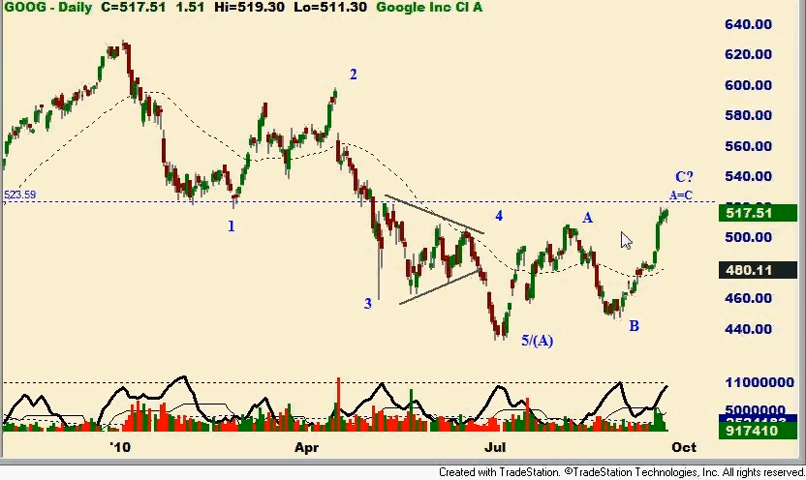 GOOG - Daily C=517.51 1.51 Hi=519.30 Lo=511.30 Google Inc Cl A
640.00
620.00
600.00
2
580.00
560.00
540.00
C?
A=C
523.59
517.51
1
4
A
500.00
480.11
3
460.00
B
440.00
5/(A)
11000000
5000000
917410
'10 Apr Jul Oct
Created with TradeStation. ©TradeStation Technologies, Inc. All rights reserved.